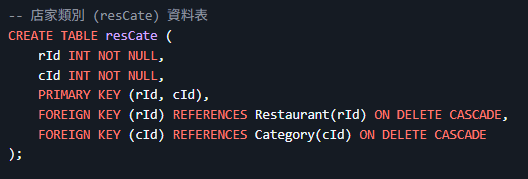 -- 店家類別 (resCate) 資料表
CREATE TABLE resCate (
    rId INT NOT NULL,
    cId INT NOT NULL,
    PRIMARY KEY (rId, cId),
    FOREIGN KEY (rId) REFERENCES Restaurant(rId) ON DELETE CASCADE,
    FOREIGN KEY (cId) REFERENCES Category(cId) ON DELETE CASCADE
);